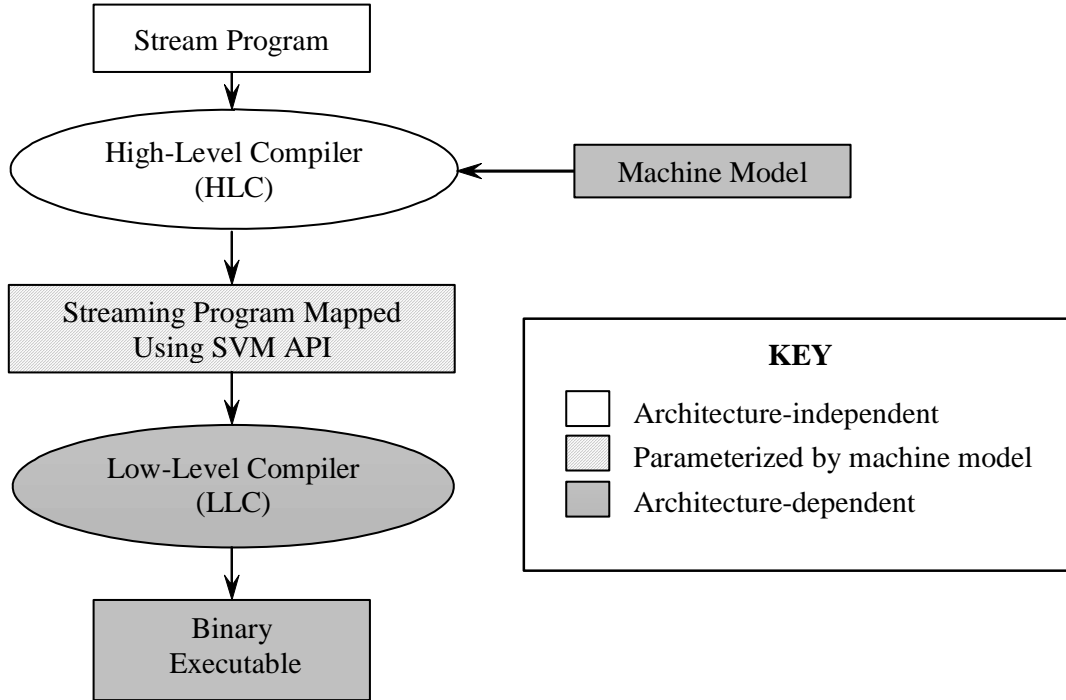 Stream Program
High-Level Compiler
(HLC)
Machine Model
Streaming Program Mapped
Using SVM API
KEY
Architecture-independent
Parameterized by machine model
Architecture-dependent
Low-Level Compiler
(LLC)
Binary
Executable